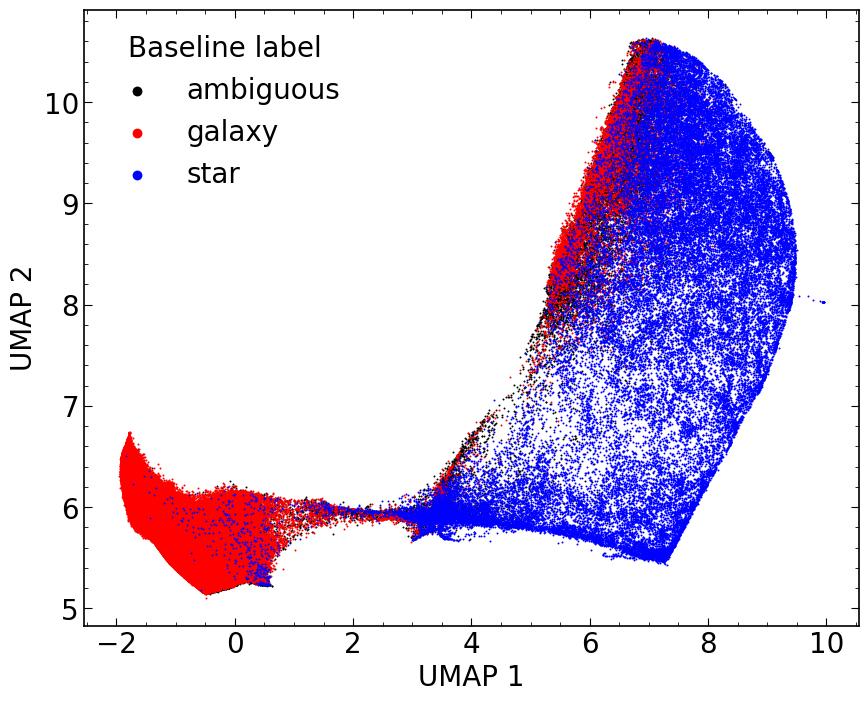 Baseline label
ambiguous
galaxy
star
10
9
8
7
6
5
UMAP 2
−2 0 2 4 6 8 10
UMAP 1